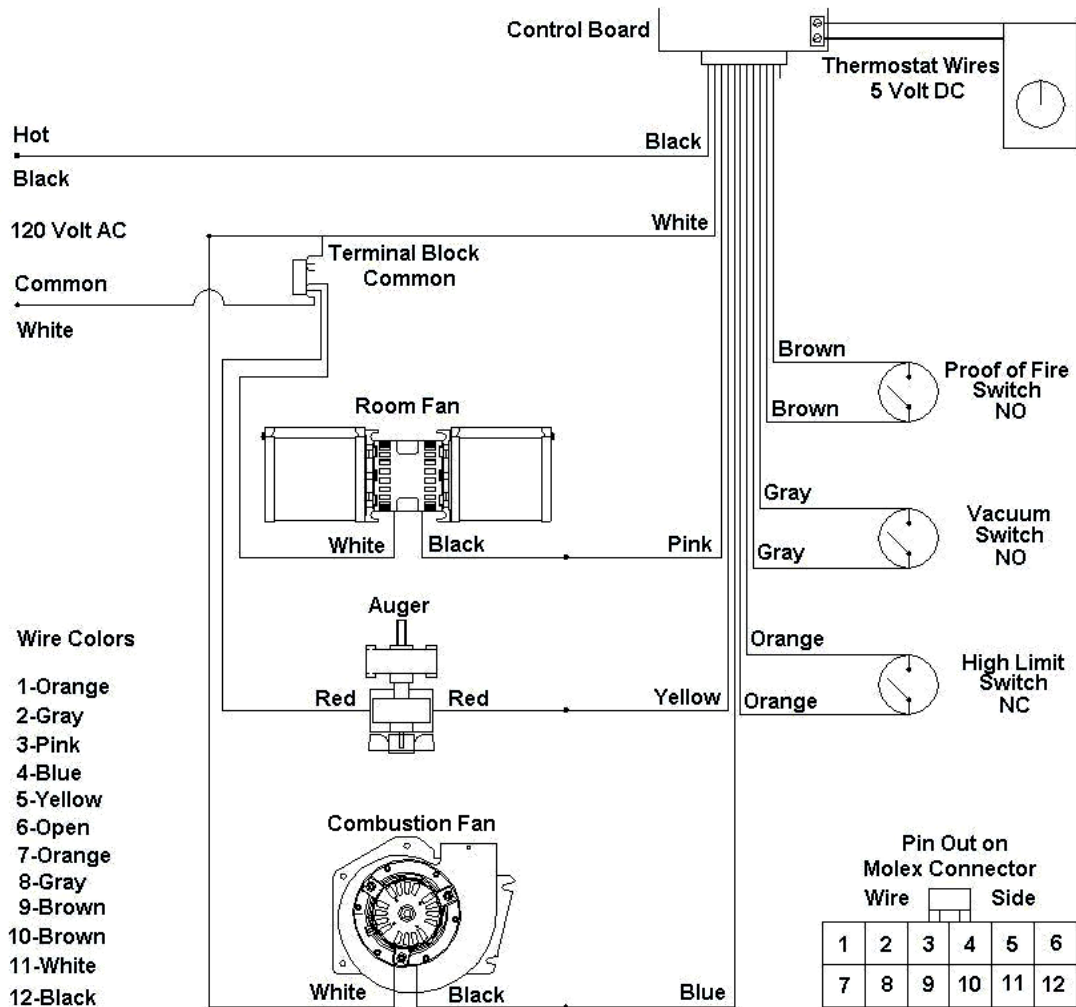 Control Board
Thermostat Wires
5 Volt DC
Hot
Black
Black
120 Volt AC
White
Terminal Block
Common
Common
White
Brown
Proof of Fire
Switch
NO
Brown
Room Fan
Gray
Vacuum
Switch
NO
White
Black
Pink
Gray
Auger
Wire Colors
Orange
High Limit
Switch
NC
Red
Red
Yellow
Orange
1-Orange
2-Gray
3-Pink
4-Blue
5-Yellow
6-Open
7-Orange
8-Gray
9-Brown
10-Brown
11-White
12-Black
Combustion Fan
White
Black
Blue
Pin Out on
Molex Connector
Wire Side
1 2 3 4 5 6
7 8 9 10 11 12